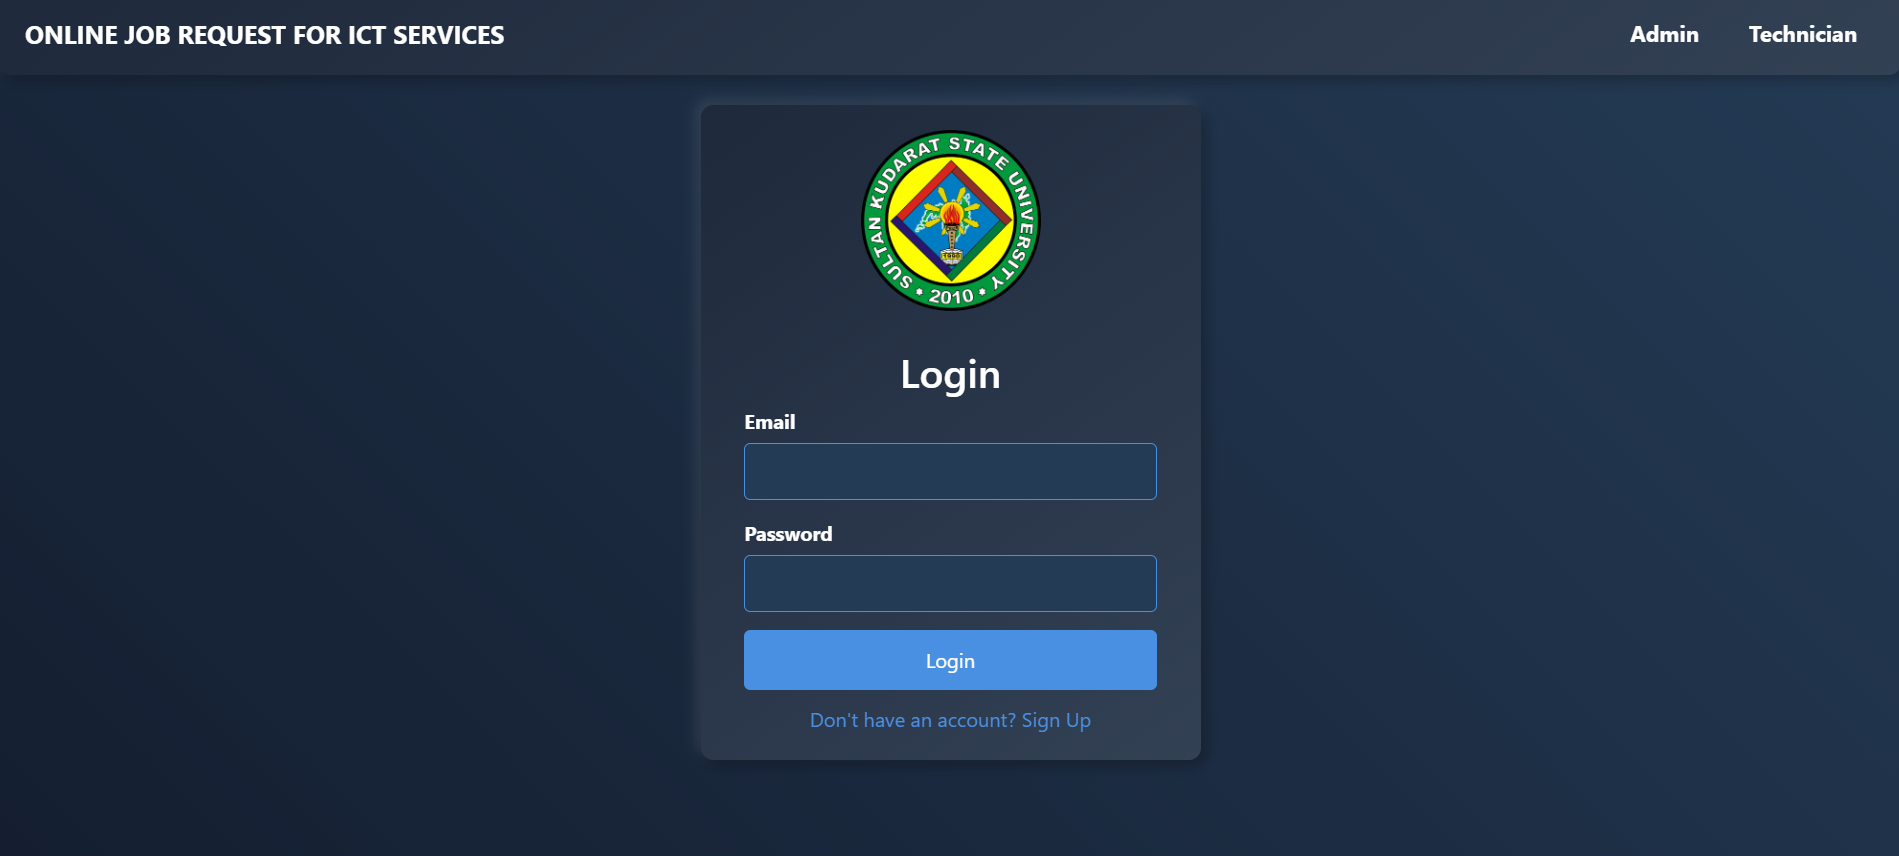 ONLINE JOB REQUEST FOR ICT SERVICES
Admin
Technician
SULTAN KUDARAT STATE UNIVERSITY
• 2010 •
Login
Email
Password
Login
Don't have an account? Sign Up